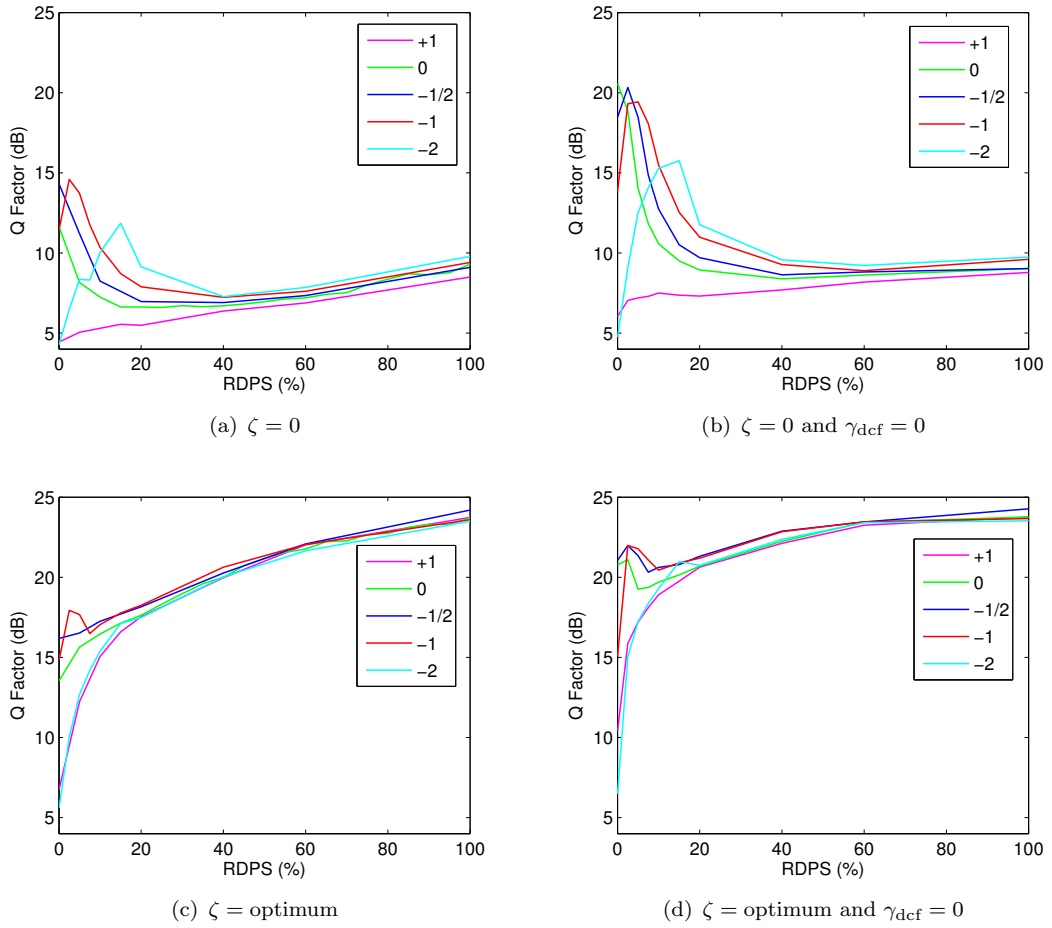 25
20
15
10
5
Q Factor (dB)
0 20 40 60 80 100
RDPS (%)
+1
0
−1/2
−1
−2
(a) ζ = 0
25
20
15
10
5
Q Factor (dB)
0 20 40 60 80 100
RDPS (%)
+1
0
−1/2
−1
−2
(b) ζ = 0 and γdcf = 0
25
20
15
10
5
Q Factor (dB)
0 20 40 60 80 100
RDPS (%)
+1
0
−1/2
−1
−2
(c) ζ = optimum
25
20
15
10
5
Q Factor (dB)
0 20 40 60 80 100
RDPS (%)
+1
0
−1/2
−1
−2
(d) ζ = optimum and γdcf = 0